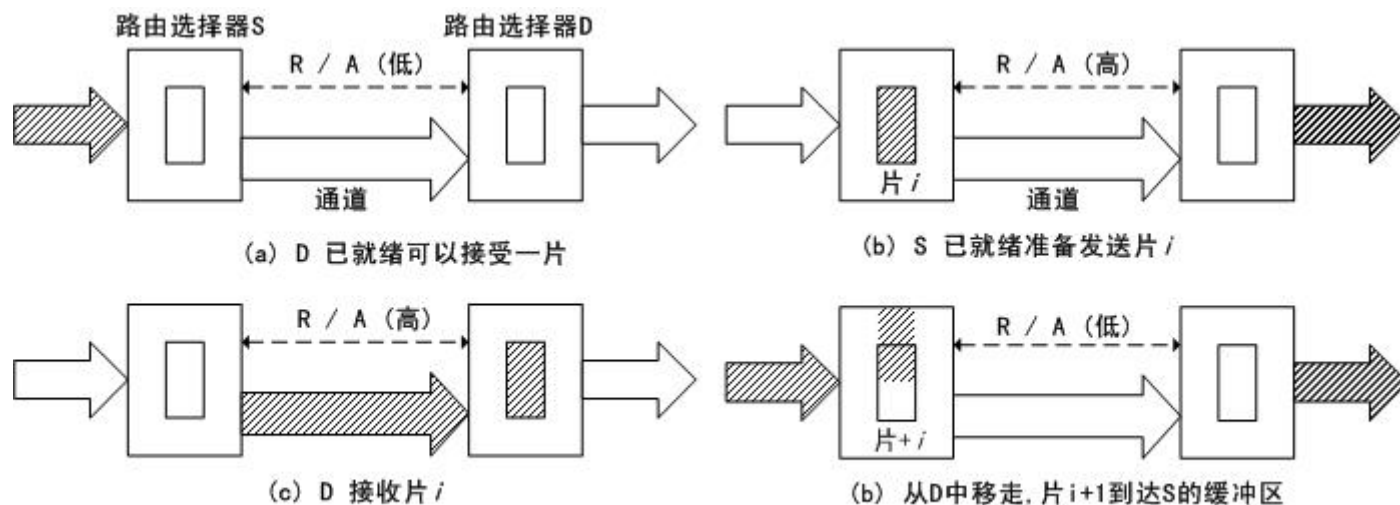 路由选择器S
路由选择器D
R / A (低)
通道
(a) D 已就绪可以接受一片
R / A (高)
片i
通道
(b) S 已就绪准备发送片i
R / A (高)
(c) D 接收片i
R / A (低)
片+i
(b) 从D中移走,片i+1到达S的缓冲区